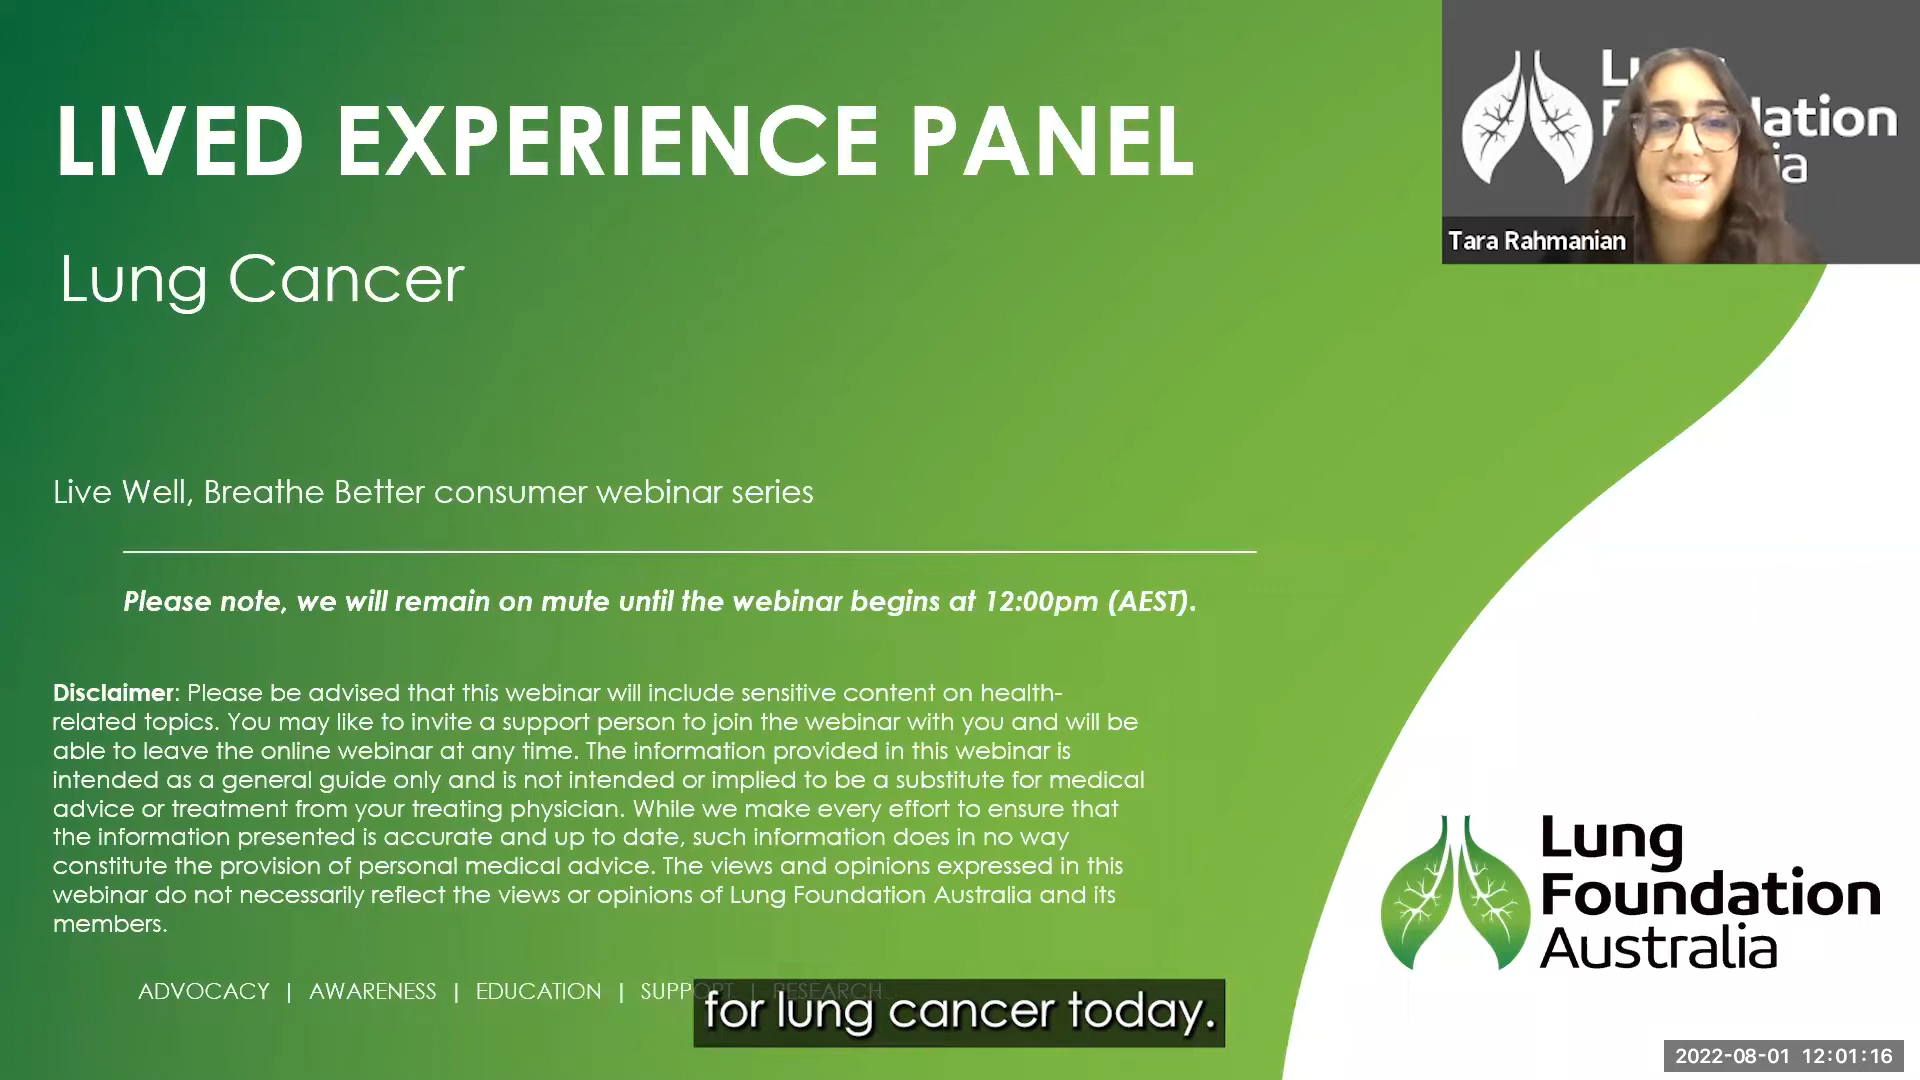 LIVED EXPERIENCE PANEL
Lung Cancer
Live Well, Breathe Better consumer webinar series
Please note, we will remain on mute until the webinar begins at 12:00pm (AEST).
Disclaimer: Please be advised that this webinar will include sensitive content on health-
related topics. You may like to invite a support person to join the webinar with you and will be
able to leave the online webinar at any time. The information provided in this webinar is
intended as a general guide only and is not intended or implied to be a substitute for medical
advice or treatment from your treating physician. While we make every effort to ensure that
the information presented is accurate and up to date, such information does in no way
constitute the provision of personal medical advice. The views and opinions expressed in this
webinar do not necessarily reflect the views or opinions of Lung Foundation Australia and its
members.
ADVOCACY | AWARENESS | EDUCATION | SUPPORT | RESEARCH
for lung cancer today.
Tara Rahmanian
Lung
Foundation
Australia
2022-08-01 12:01:16